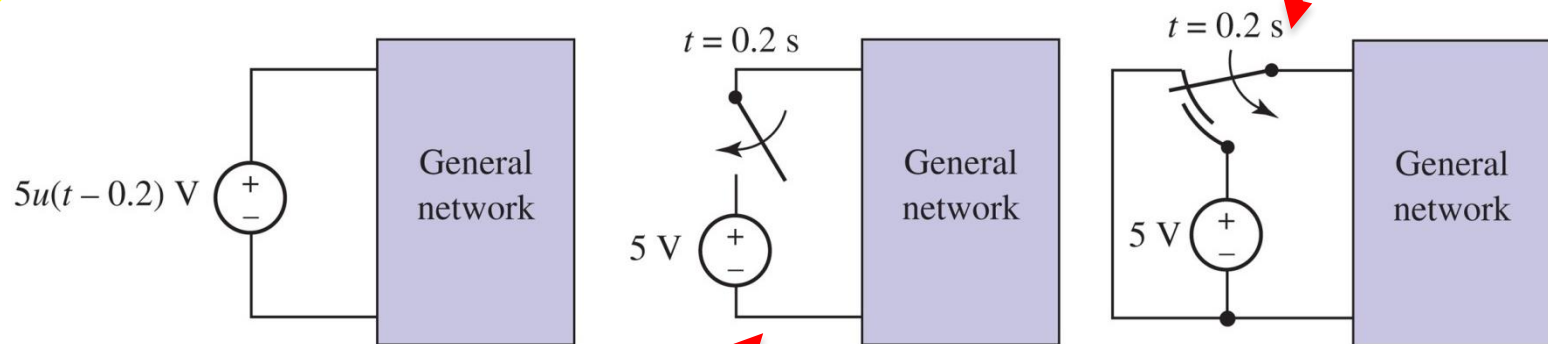 5u(t – 0.2) V
+
–
General
network
t = 0.2 s
5 V
+
–
General
network
t = 0.2 s
5 V
+
–
General
network